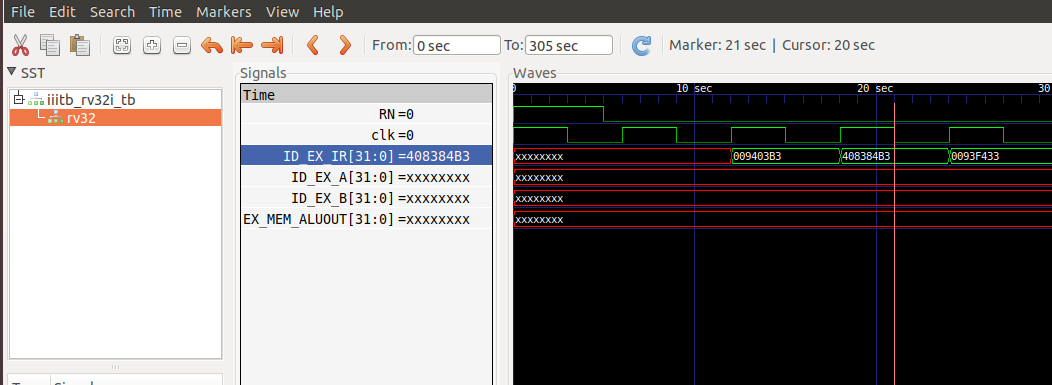 File Edit Search Time Markers View Help
From: 0 sec To: 305 sec Marker: 21 sec | Cursor: 20 sec
SST
iiitb_rv32i_tb
rv32
Signals
Time
RN=0
clk=0
ID_EX_IR[31:0]=408384B3
ID_EX_A[31:0]=xxxxxxxx
ID_EX_B[31:0]=xxxxxxxx
EX_MEM_ALUOUT[31:0]=xxxxxxxx
Waves
0 10 sec 20 sec 30
xxxxxxxx 009403B3 408384B3 0093F433
xxxxxxxx
xxxxxxxx
xxxxxxxx